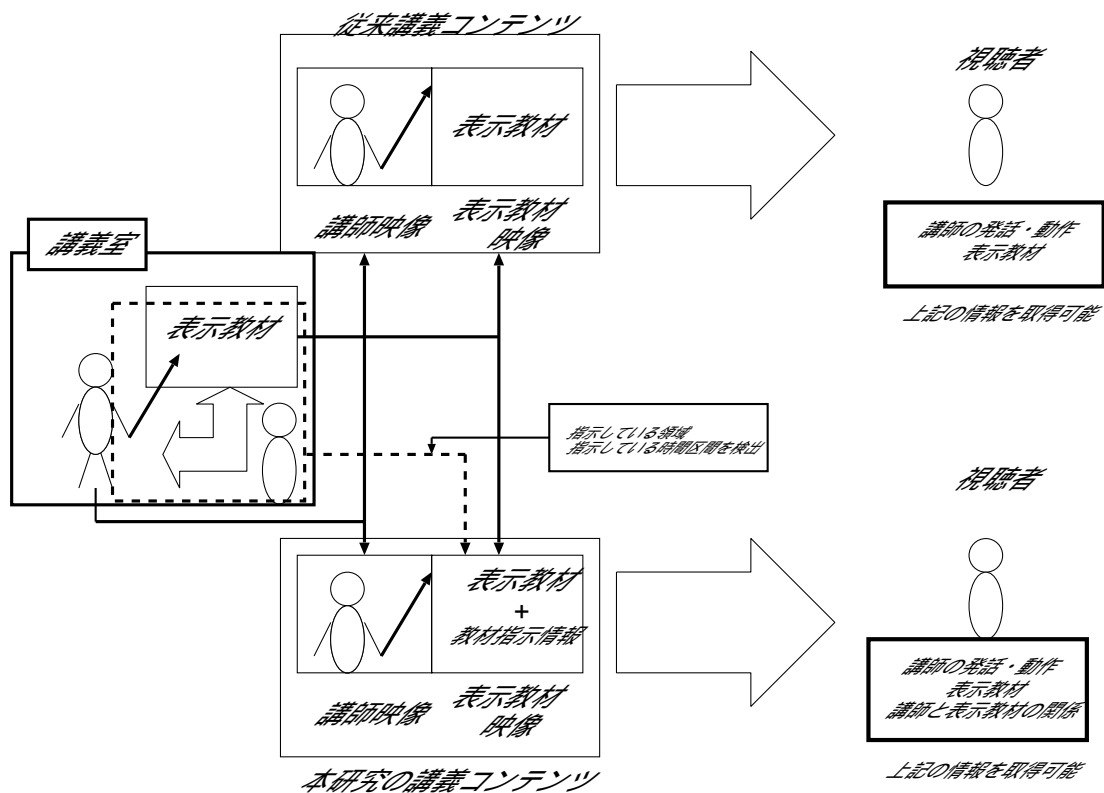 従来講義コンテンツ
表示教材
講師映像
表示教材
映像
視聴者
講師の発話・動作
表示教材
上記の情報を取得可能
講義室
表示教材
指示している領域
指示している時間区間を検出
表示教材
+
教材指示情報
講師映像
表示教材
映像
本研究の講義コンテンツ
視聴者
講師の発話・動作
表示教材
講師と表示教材の関係
上記の情報を取得可能